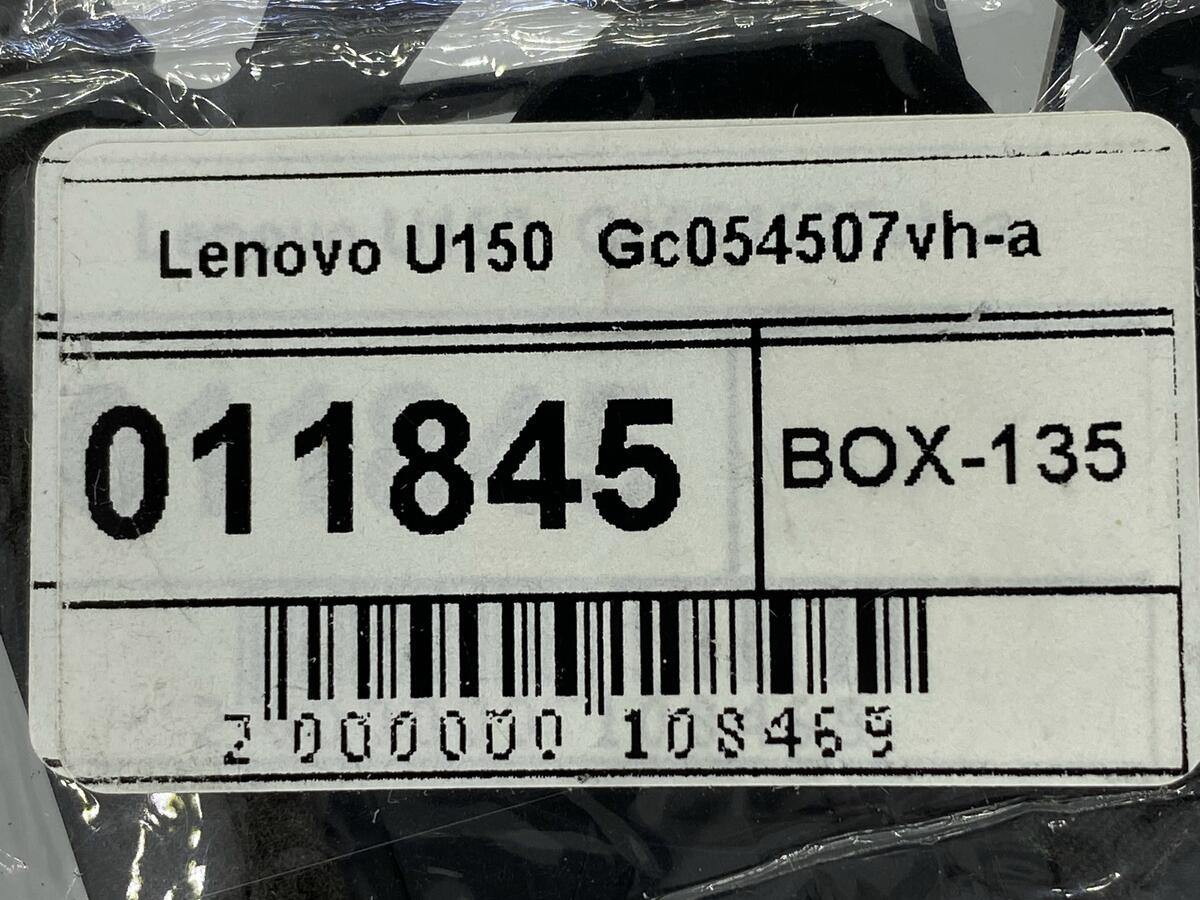 Lenovo U150 Gc054507vh-a
011845
BOX-135
2 000000 108469